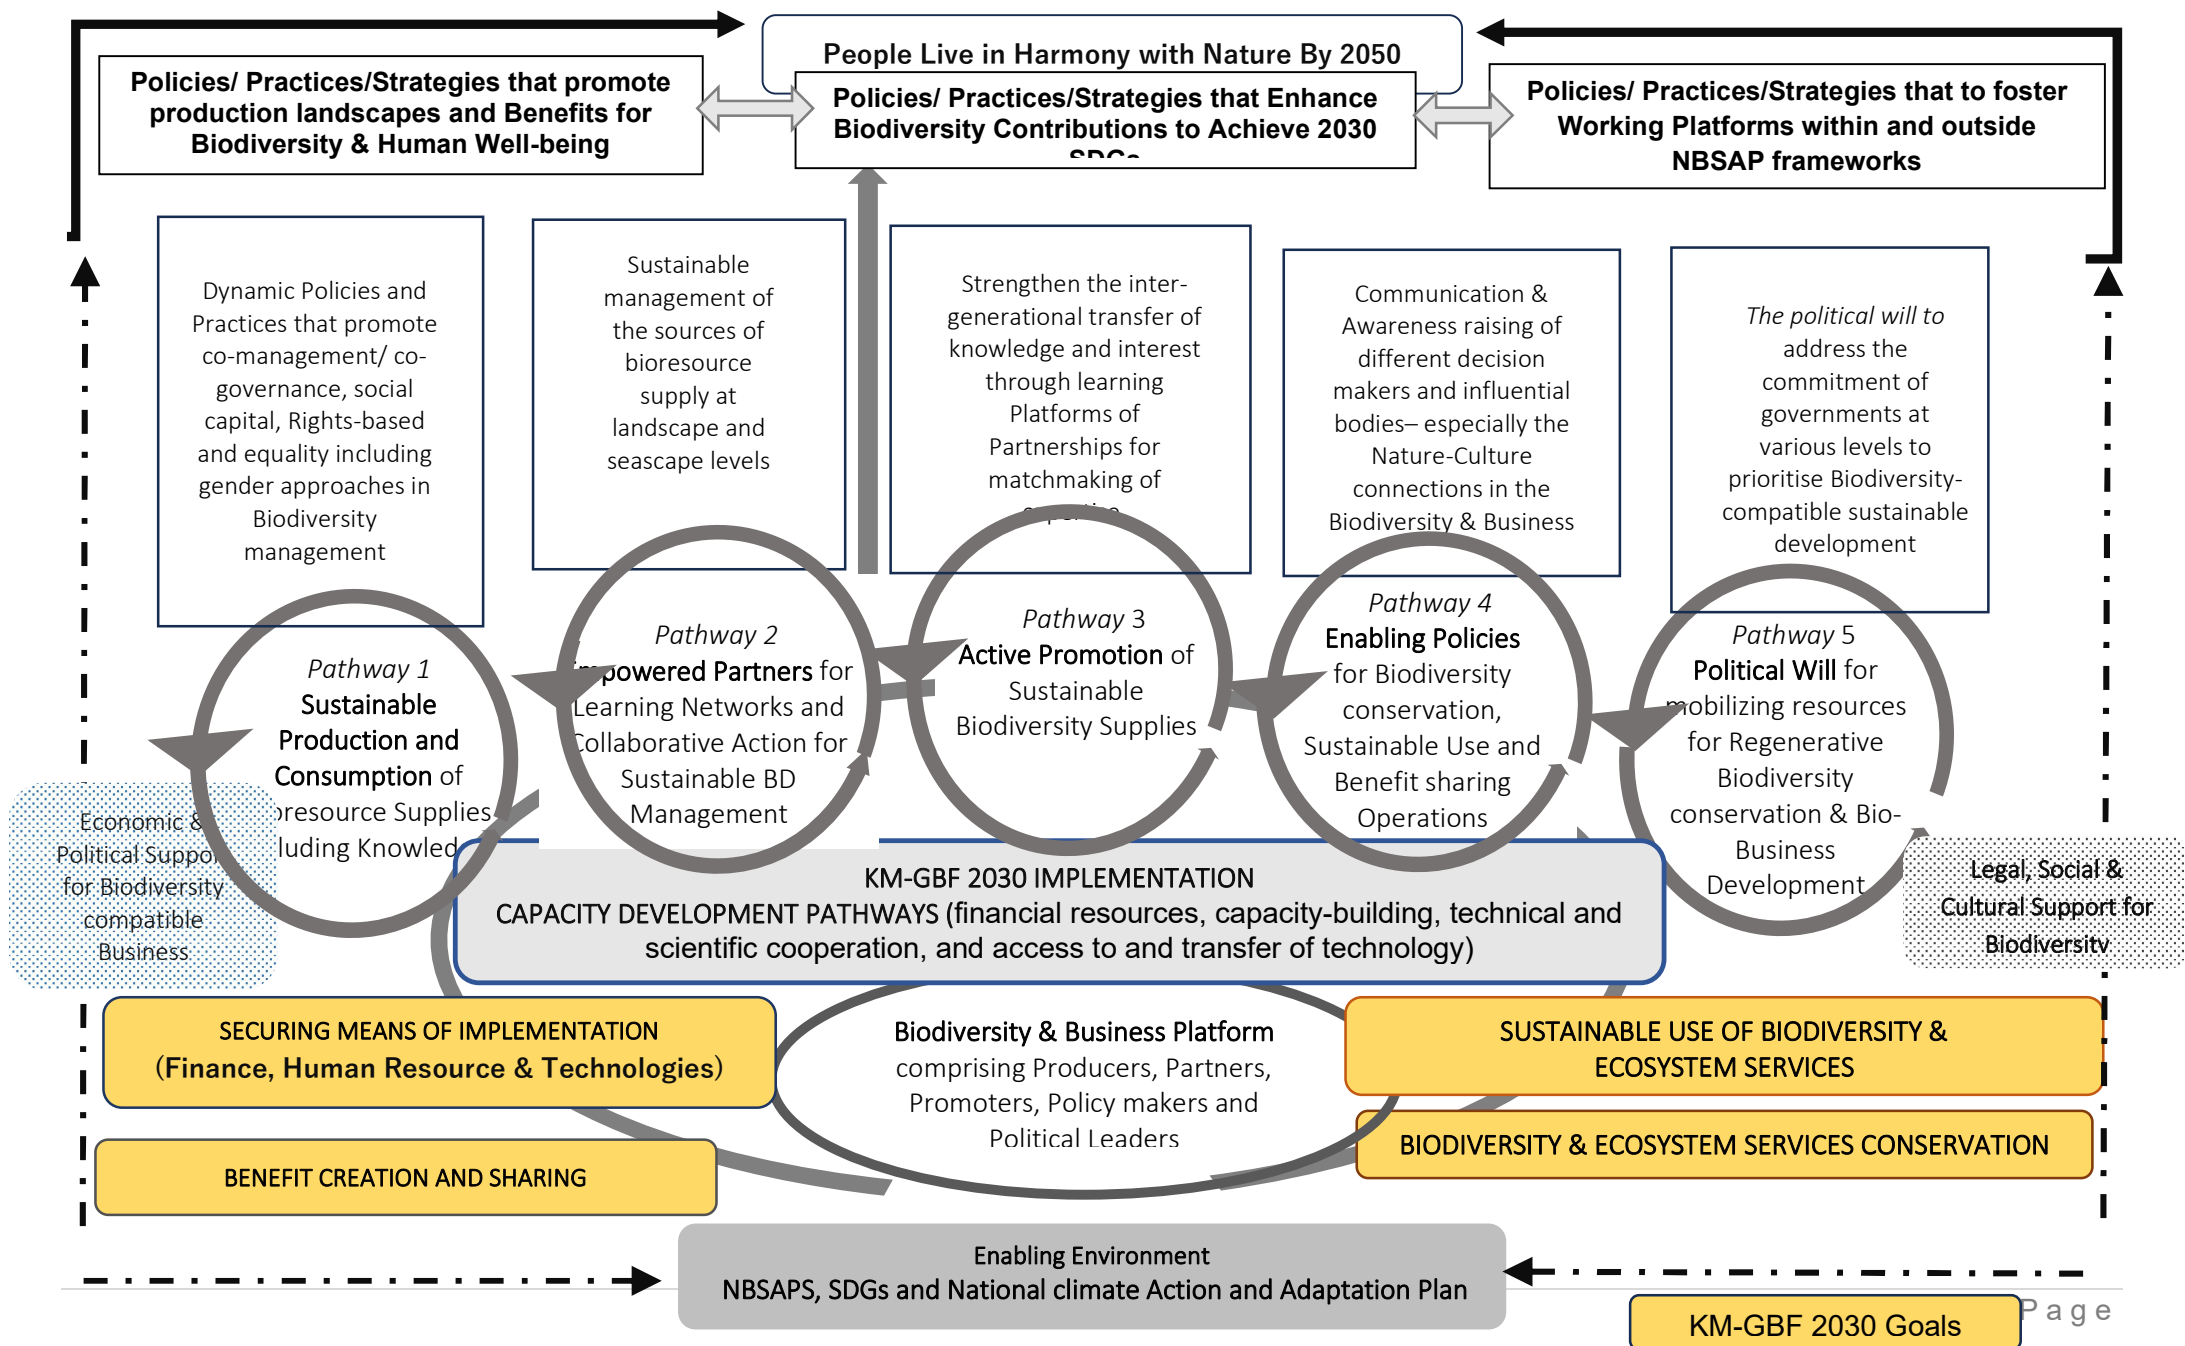 People Live in Harmony with Nature By 2050
Policies/ Practices/Strategies that promote
production landscapes and Benefits for
Biodiversity & Human Well-being
Policies/ Practices/Strategies that Enhance
Biodiversity Contributions to Achieve 2030
SDGs
Policies/ Practices/Strategies that to foster
Working Platforms within and outside
NBSAP frameworks
Dynamic Policies and
Practices that promote
co-management/ co-
governance, social
capital, Rights-based
and equality including
gender approaches in
Biodiversity
management
Sustainable
management of
the sources of
bioresource
supply at
landscape and
seascape levels
Strengthen the inter-
generational transfer of
knowledge and interest
through learning
Platforms of
Partnerships for
matchmaking of
Communication &
Awareness raising of
different decision
makers and influential
bodies– especially the
Nature-Culture
connections in the
Biodiversity & Business
The political will to
address the
commitment of
governments at
various levels to
prioritise Biodiversity-
compatible sustainable
development
Pathway 1
Sustainable
Production and
Consumption of
oresource Supplies
luding Knowled
Pathway 2
mpowered Partners for
Learning Networks and
Collaborative Action for
Sustainable BD
Management
Pathway 3
Active Promotion of
Sustainable
Biodiversity Supplies
Pathway 4
Enabling Policies
for Biodiversity
conservation,
Sustainable Use and
Benefit sharing
Operations
Pathway 5
Political Will for
mobilizing resources
for Regenerative
Biodiversity
conservation & Bio-
Business
Development
Economic &
Political Support
for Biodiversity
compatible
Business
Legal, Social &
Cultural Support for
Biodiversity
KM-GBF 2030 IMPLEMENTATION
CAPACITY DEVELOPMENT PATHWAYS (financial resources, capacity-building, technical and
scientific cooperation, and access to and transfer of technology)
SECURING MEANS OF IMPLEMENTATION
(Finance, Human Resource & Technologies)
BENEFIT CREATION AND SHARING
Biodiversity & Business Platform
comprising Producers, Partners,
Promoters, Policy makers and
Political Leaders
SUSTAINABLE USE OF BIODIVERSITY &
ECOSYSTEM SERVICES
BIODIVERSITY & ECOSYSTEM SERVICES CONSERVATION
Enabling Environment
NBSAPS, SDGs and National climate Action and Adaptation Plan
KM-GBF 2030 Goals
Page